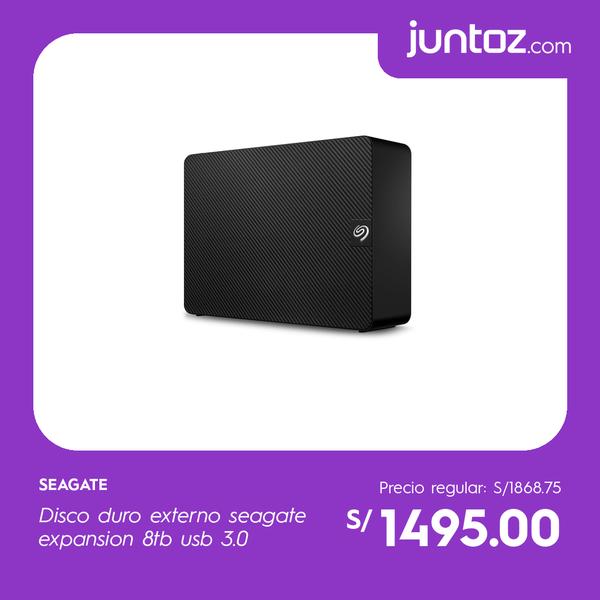 juntoz.com
SEAGATE
Disco duro externo seagate
expansion 8tb usb 3.0
Precio regular: S/1868.75
S/ 1495.00